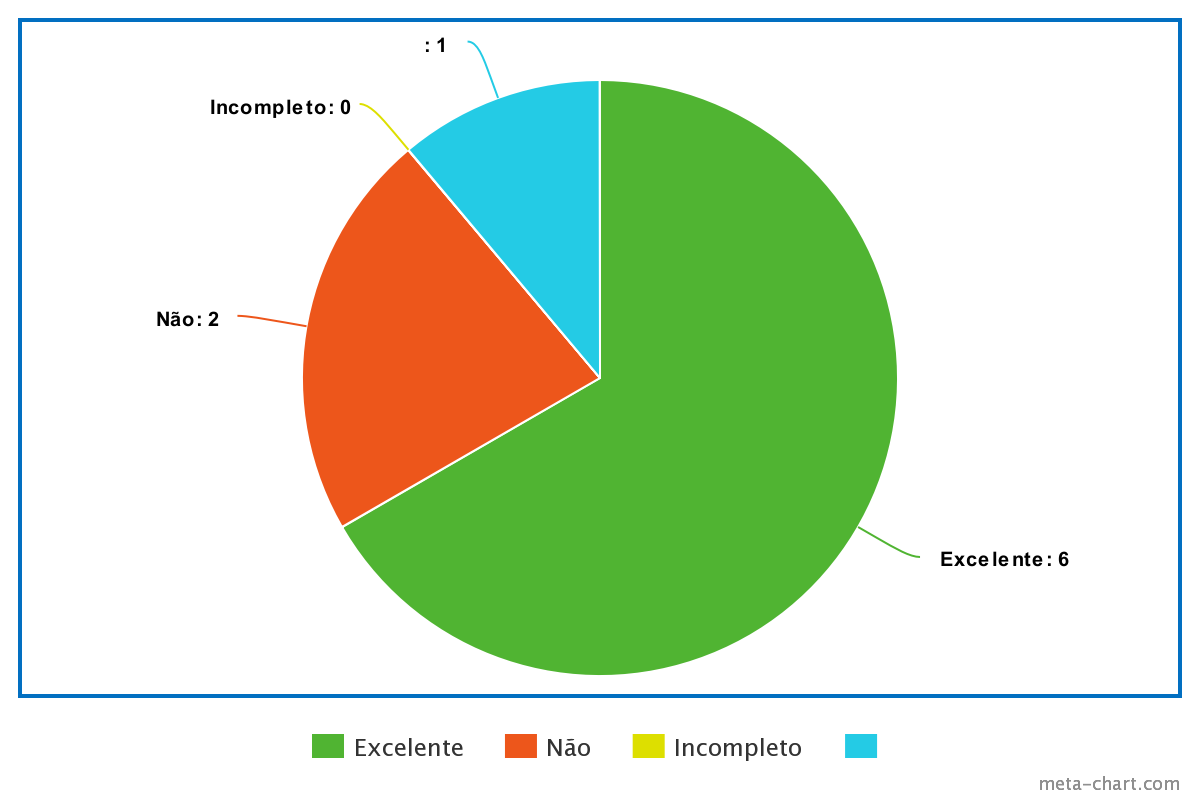 : 1
Incompleto: 0
Não: 2
Excelente: 6
Excelente Não Incompleto
meta-chart.com